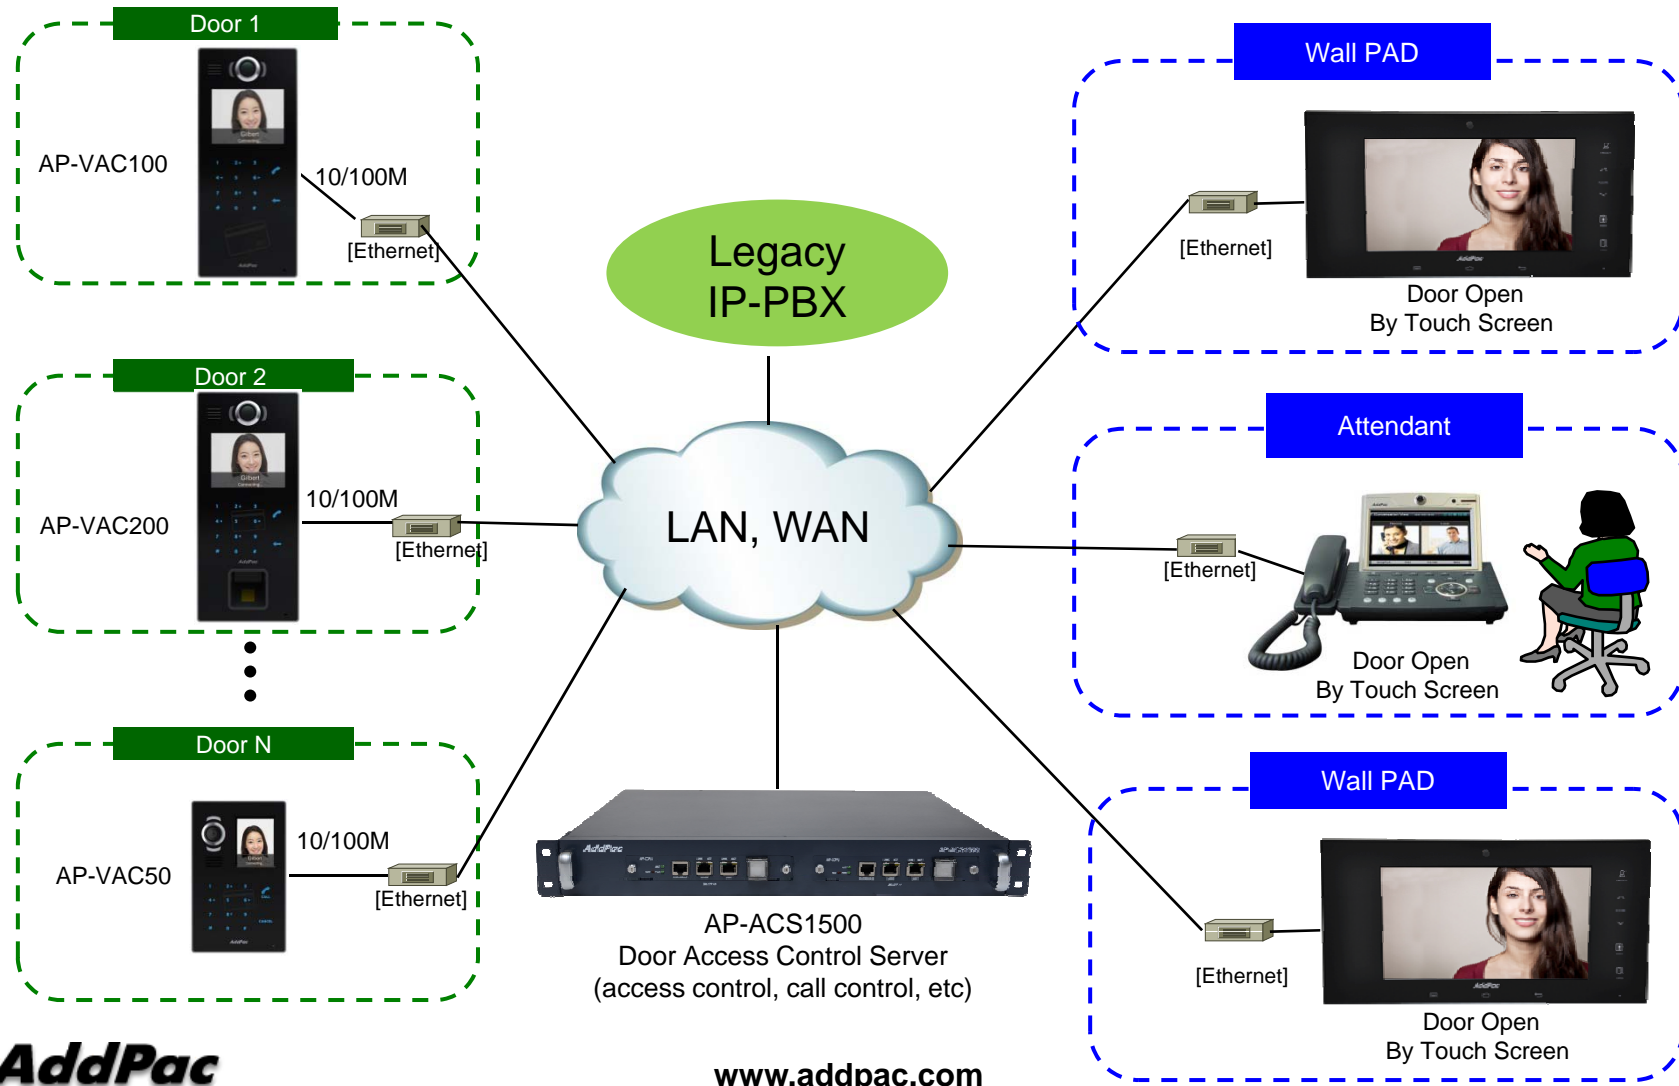 Door 1
AP-VAC100
10/100M
[Ethernet]
Door 2
AP-VAC200
10/100M
[Ethernet]
Door N
AP-VAC50
10/100M
[Ethernet]
Legacy
IP-PBX
LAN, WAN
AddPac
AP-ACS1500
Door Access Control Server
(access control, call control, etc)
Wall PAD
[Ethernet]
AddPac
Door Open
By Touch Screen
Attendant
[Ethernet]
Door Open
By Touch Screen
Wall PAD
[Ethernet]
AddPac
Door Open
By Touch Screen
AddPac
www.addpac.com